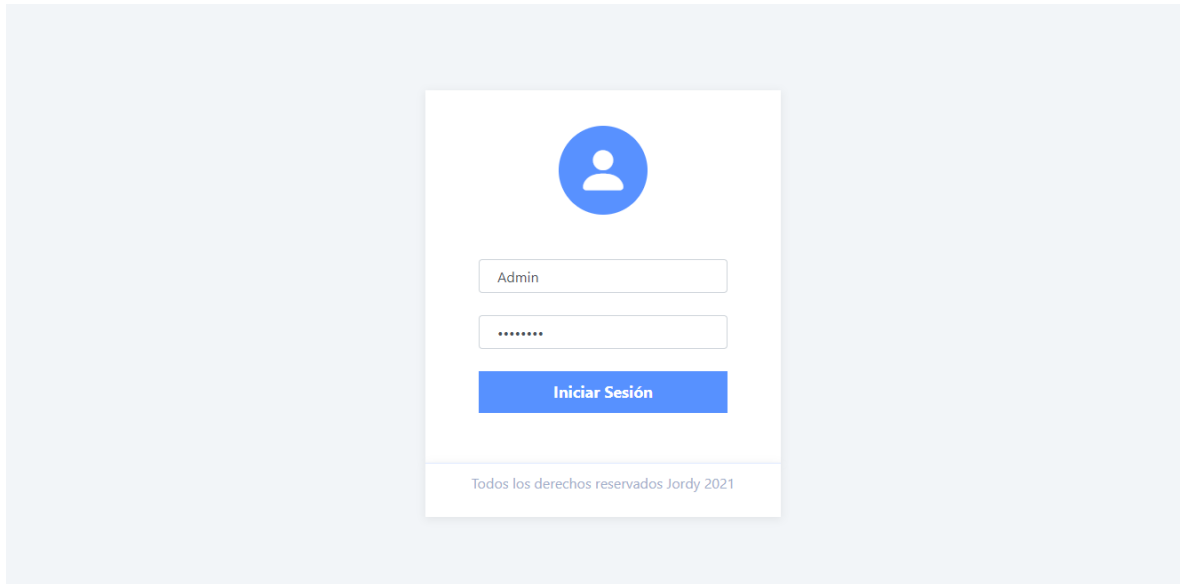 Admin
••••••••
Iniciar Sesión
Todos los derechos reservados Jordy 2021